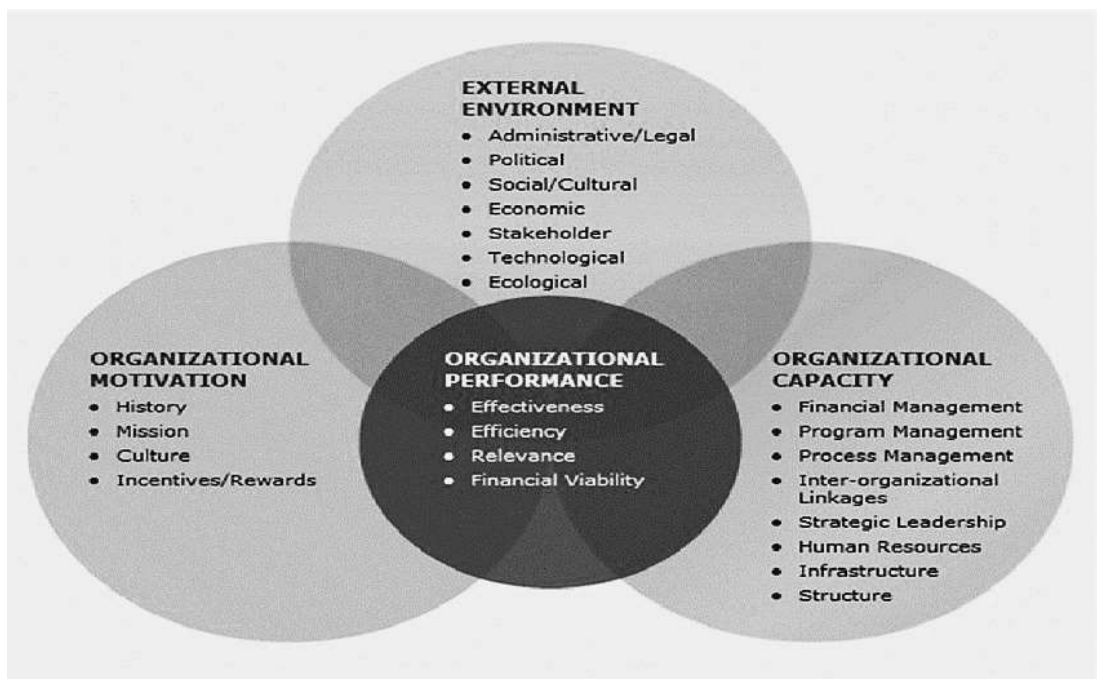 EXTERNAL
ENVIRONMENT
• Administrative/Legal
• Political
• Social/Cultural
• Economic
• Stakeholder
• Technological
• Ecological
ORGANIZATIONAL
MOTIVATION
• History
• Mission
• Culture
• Incentives/Rewards
ORGANIZATIONAL
PERFORMANCE
• Effectiveness
• Efficiency
• Relevance
• Financial Viability
ORGANIZATIONAL
CAPACITY
• Financial Management
• Program Management
• Process Management
• Inter-organizational
Linkages
• Strategic Leadership
• Human Resources
• Infrastructure
• Structure